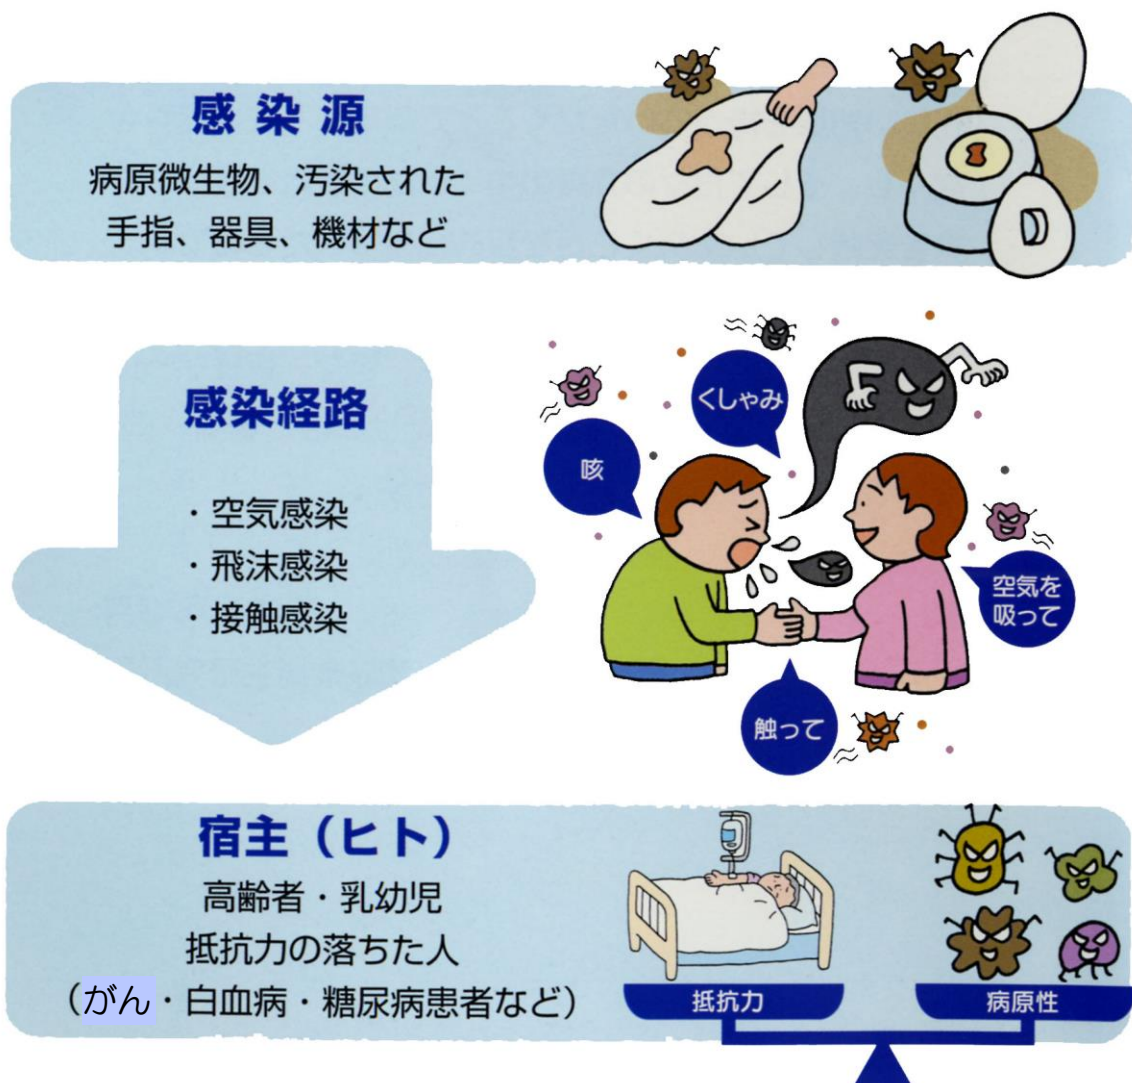 感染源
病原微生物、汚染された
手指、器具、機材など
感染経路
・空気感染
・飛沫感染
・接触感染
くしゃみ
咳
空気を
吸って
触って
宿主（ヒト）
高齢者・乳幼児
抵抗力の落ちた人
（がん・白血病・糖尿病患者など）
抵抗力
病原性